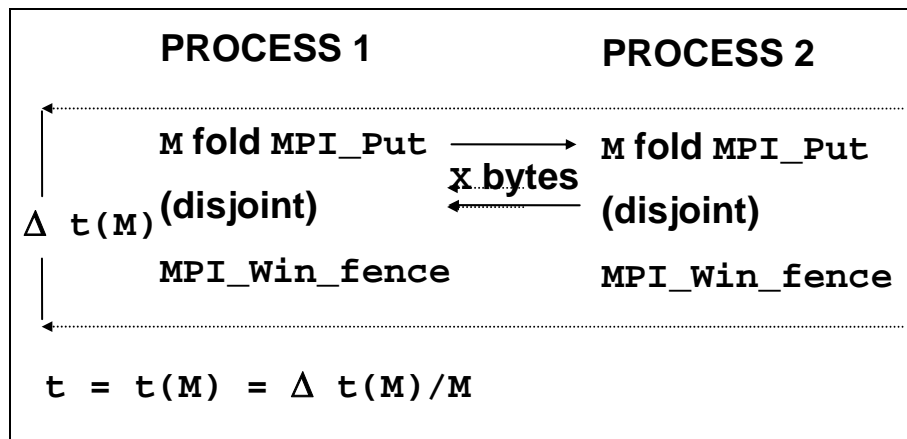 PROCESS 1 PROCESS 2
M fold MPI_Put M fold MPI_Put
X bytes
(disjoint) (disjoint)
Δ t(M)
MPI_Win_fence MPI_Win_fence
t = t(M) = Δ t(M)/M